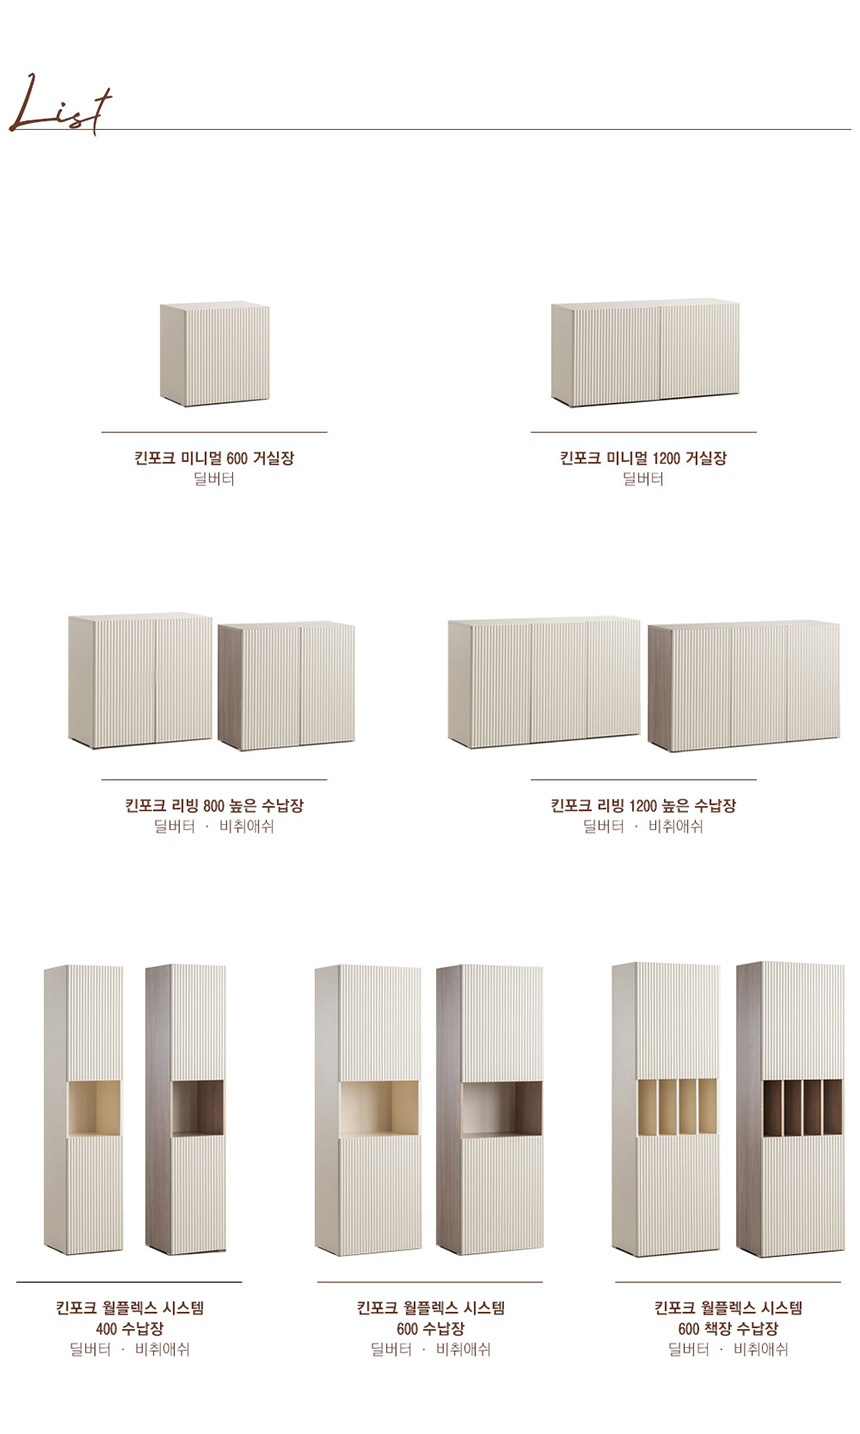 List
킨포크 미니멀 600 거실장
딜버터
킨포크 미니멀 1200 거실장
딜버터
킨포크 리빙 800 높은 수납장
딜버터 · 비취애쉬
킨포크 리빙 1200 높은 수납장
딜버터 · 비취애쉬
킨포크 월플렉스 시스템
400 수납장
딜버터 · 비취애쉬
킨포크 월플렉스 시스템
600 수납장
딜버터 · 비취애쉬
킨포크 월플렉스 시스템
600 책장 수납장
딜버터 · 비취애쉬